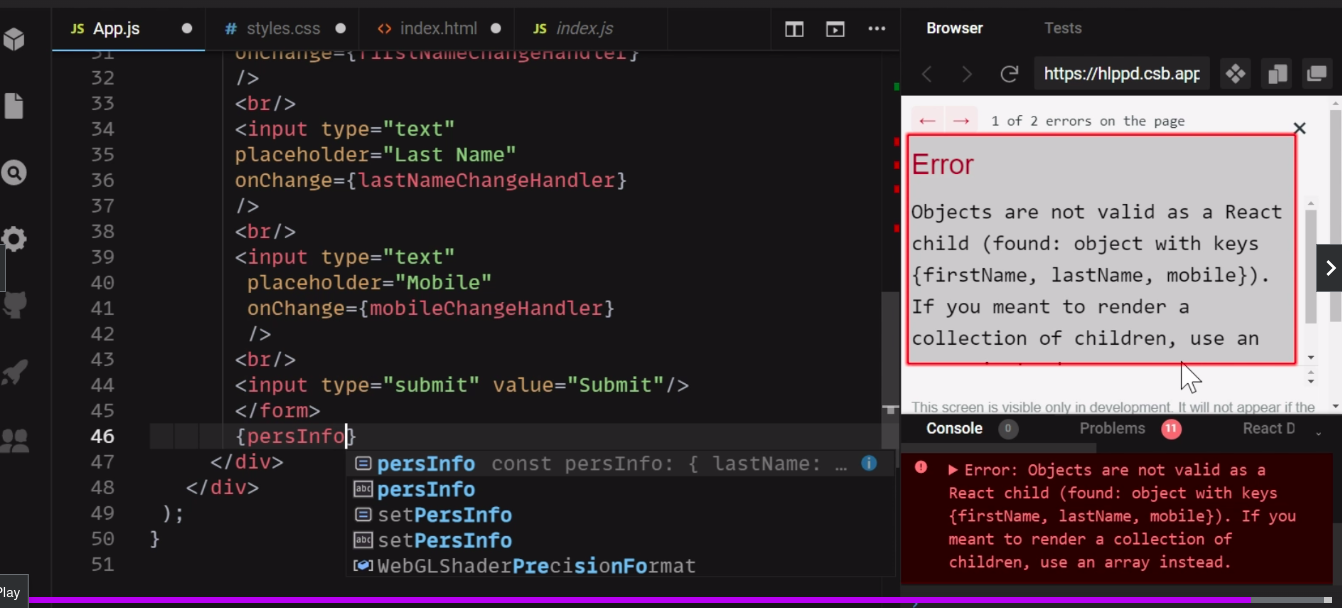 JS App.js
# styles.css
<> index.html
JS index.js
Browser
Tests
https://hlppd.csb.app
31 onChange={firstNameChangeHandler}
32 />
33 <br/>
34 <input type="text"
35 placeholder="Last Name"
36 onChange={lastNameChangeHandler}
37 />
38 <br/>
39 <input type="text"
40 placeholder="Mobile"
41 onChange={mobileChangeHandler}
42 />
43 <br/>
44 <input type="submit" value="Submit"/>
45 </form>
46 {persInfo}
47 </div>
48 </div>
49 );
50 }
51
persInfo const persInfo: { lastName: …
abc persInfo
setPersInfo
abc setPersInfo
WebGLShaderPrecisionFormat
← → 1 of 2 errors on the page
Error
Objects are not valid as a React
child (found: object with keys
{firstName, lastName, mobile}).
If you meant to render a
collection of children, use an
This screen is visible only in development. It will not appear if the
Console 0
Problems 11
React D
Error: Objects are not valid as a
React child (found: object with keys
{firstName, lastName, mobile}). If you
meant to render a collection of
children, use an array instead.
Play